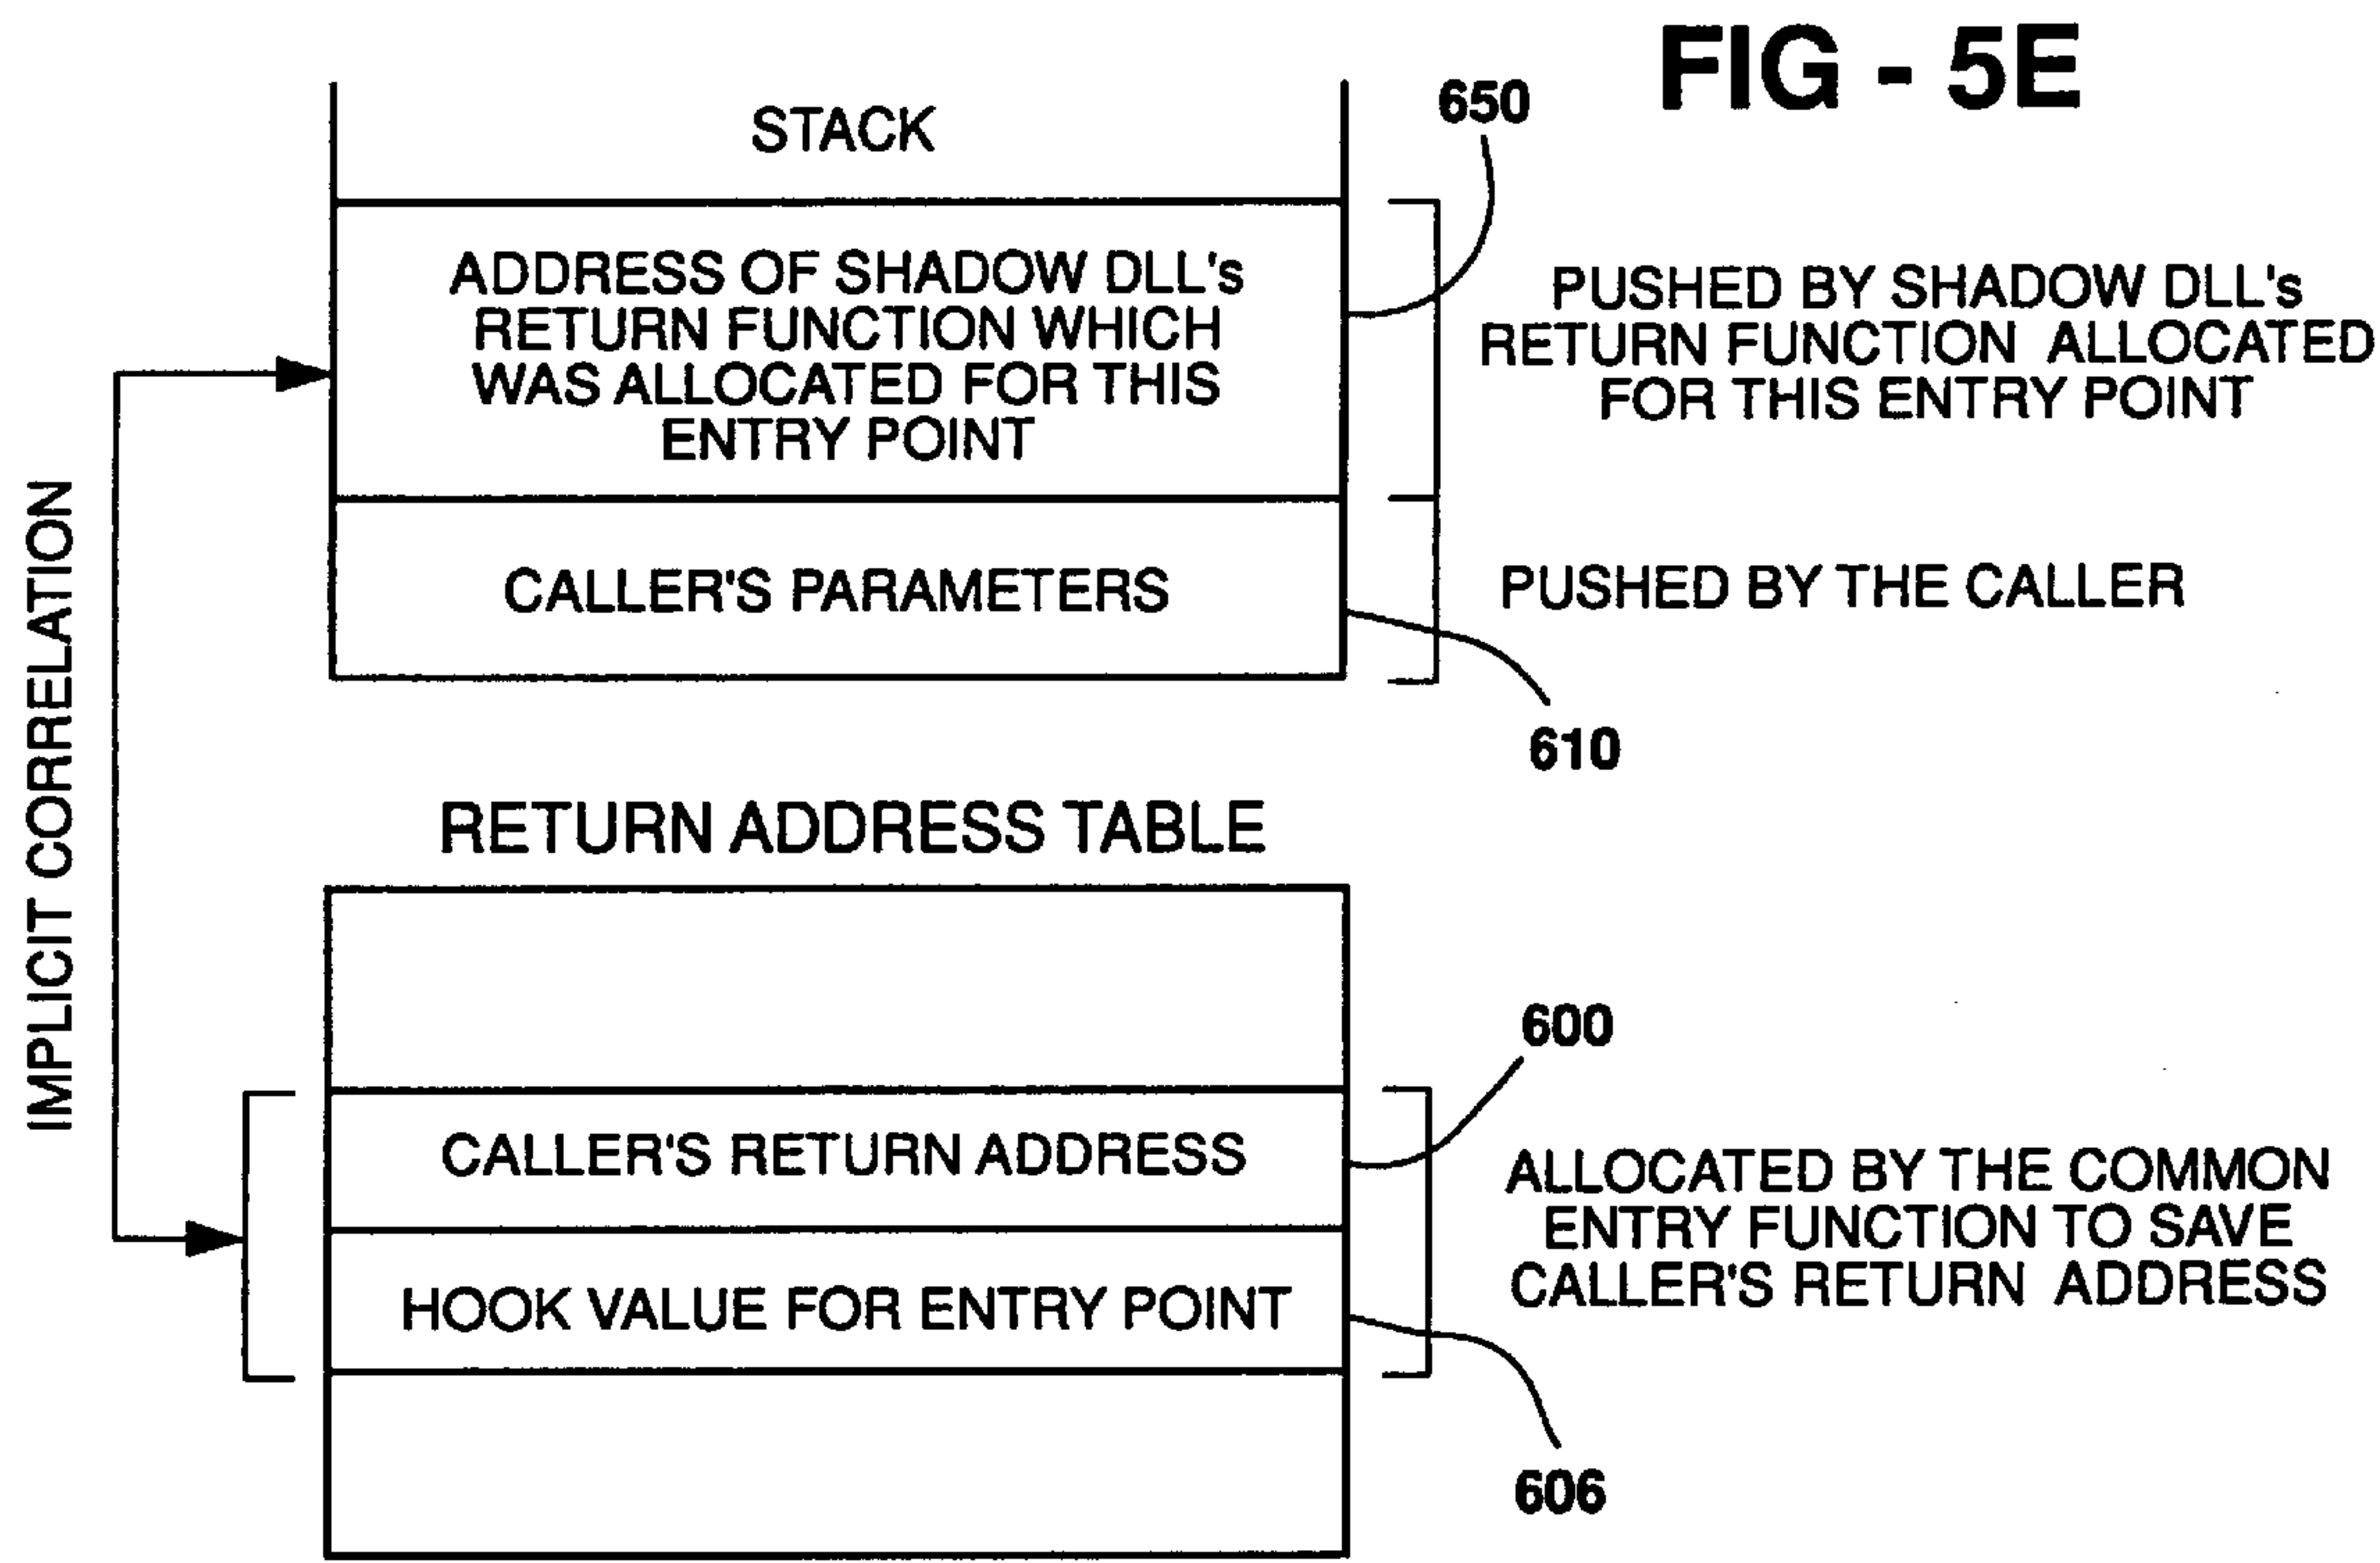 FIG - 5E
650
STACK
ADDRESS OF SHADOW DLL's
RETURN FUNCTION WHICH
WAS ALLOCATED FOR THIS
ENTRY POINT
PUSHED BY SHADOW DLL's
RETURN FUNCTION ALLOCATED
FOR THIS ENTRY POINT
CALLER'S PARAMETERS
PUSHED BY THE CALLER
610
IMPLICIT CORRELATION
RETURN ADDRESS TABLE
600
CALLER'S RETURN ADDRESS
HOOK VALUE FOR ENTRY POINT
ALLOCATED BY THE COMMON
ENTRY FUNCTION TO SAVE
CALLER'S RETURN ADDRESS
606